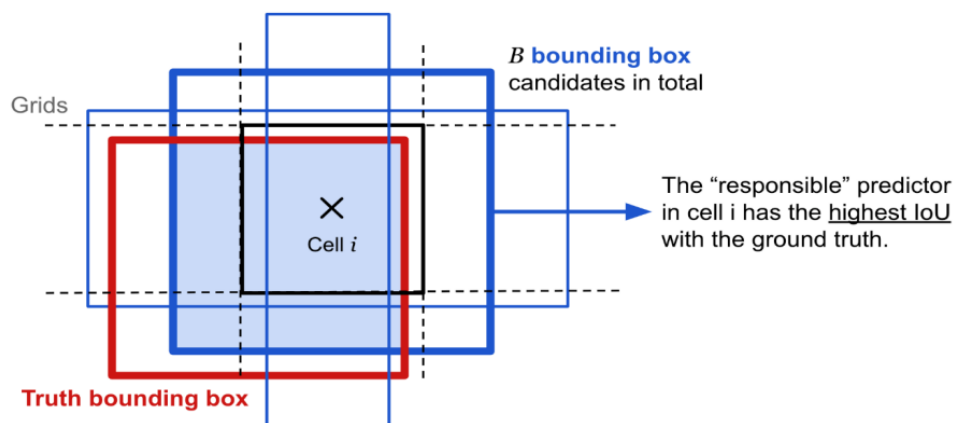 B bounding box
candidates in total
Grids
The “responsible” predictor
in cell i has the highest IoU
with the ground truth.
Cell i
Truth bounding box